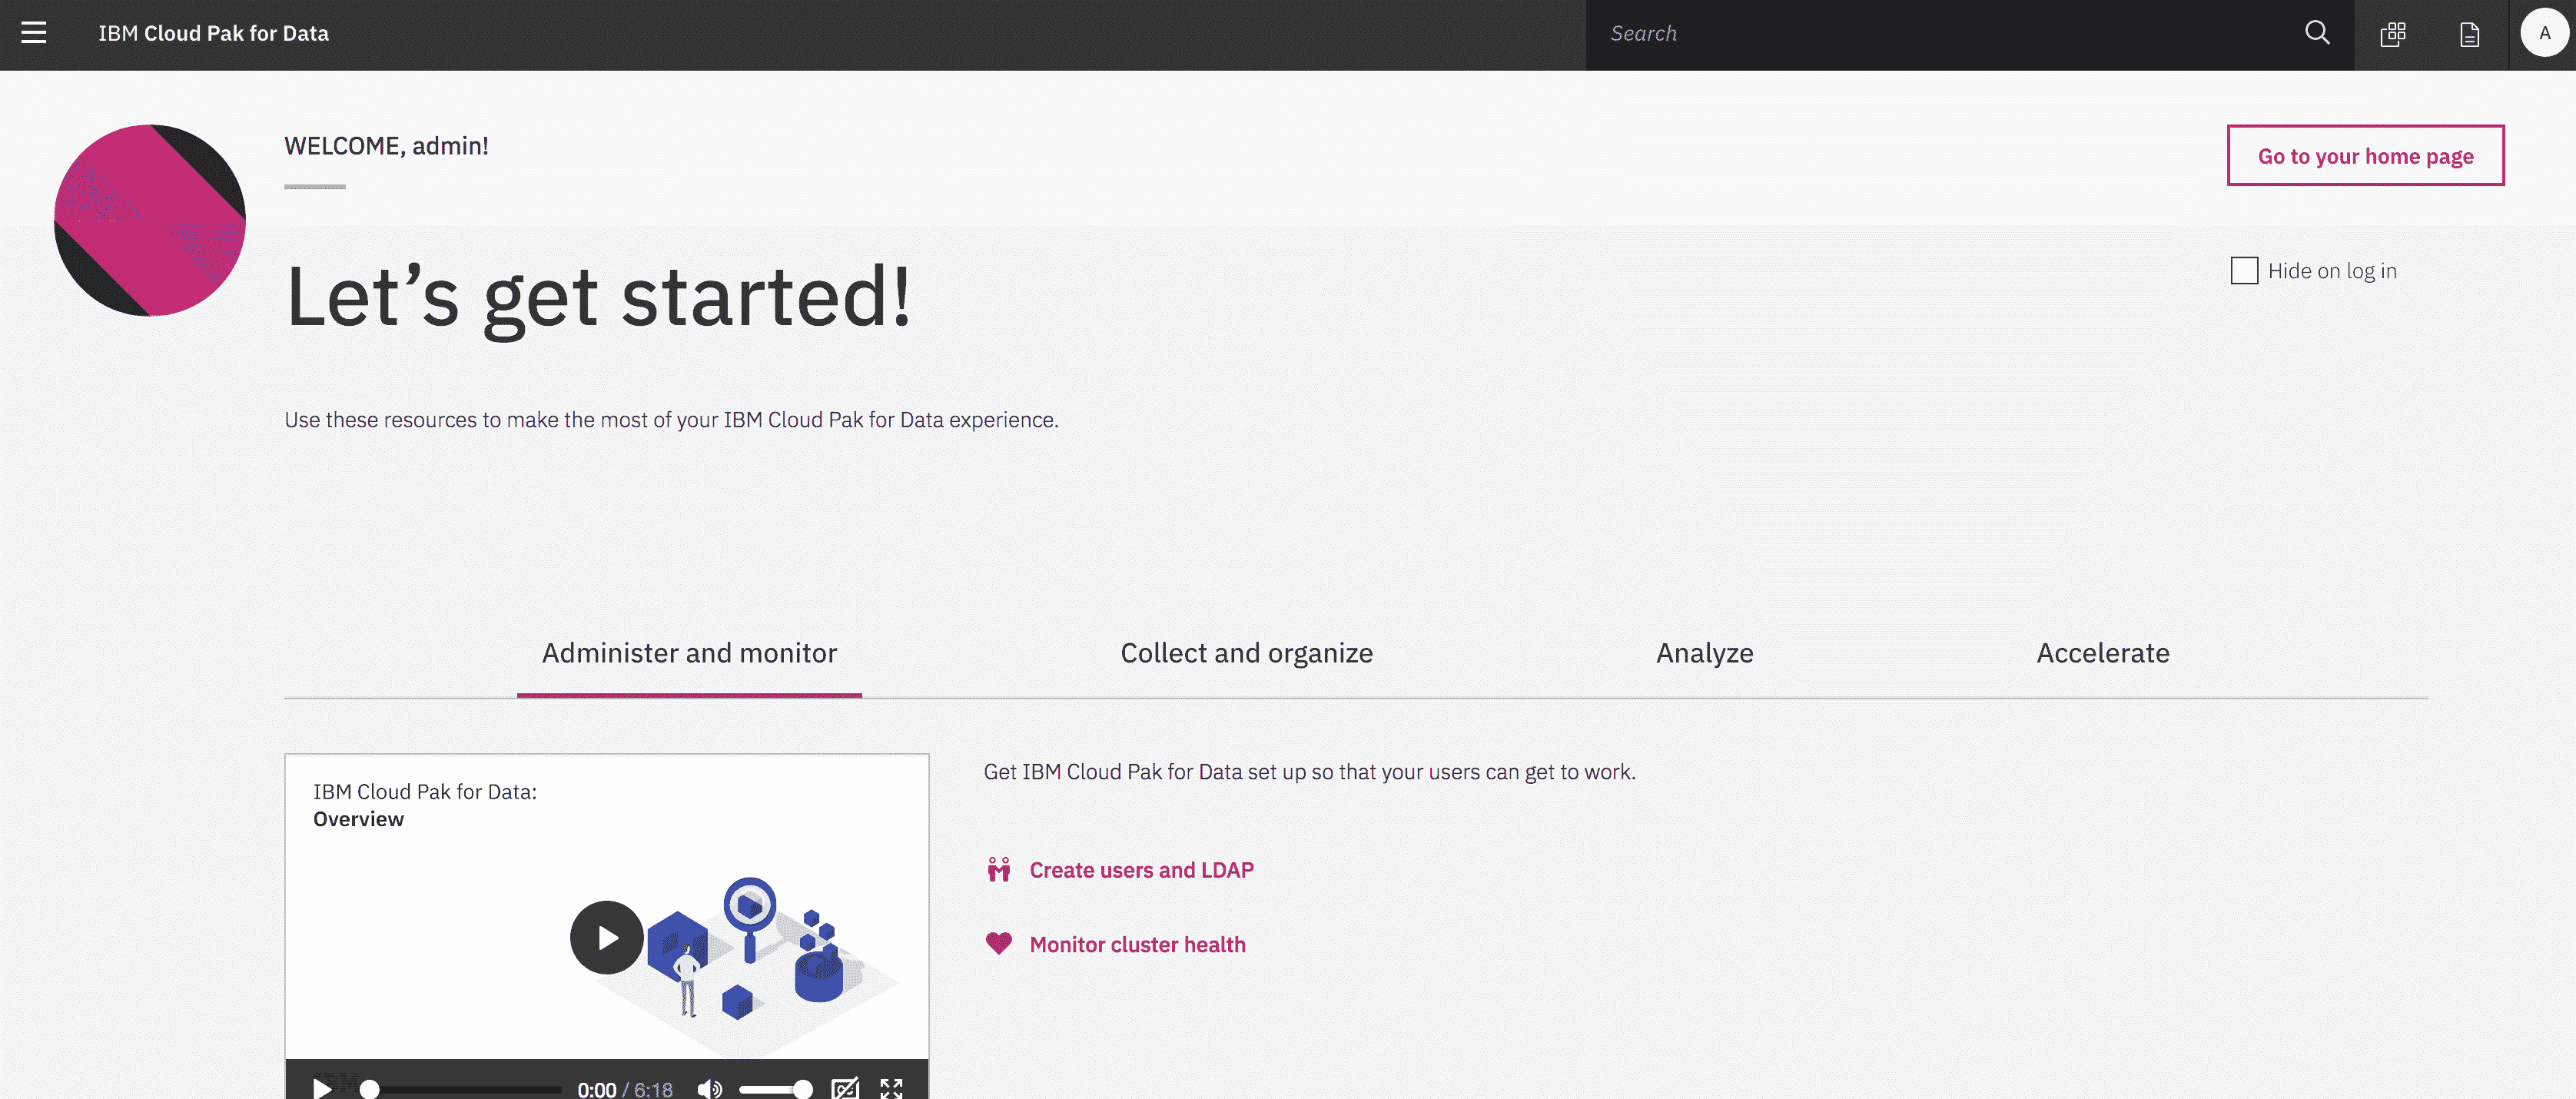 IBM Cloud Pak for Data
Search
A
WELCOME, admin!
Go to your home page
Let’s get started!
Hide on log in
Use these resources to make the most of your IBM Cloud Pak for Data experience.
Administer and monitor
Collect and organize
Analyze
Accelerate
IBM Cloud Pak for Data:
Overview
Get IBM Cloud Pak for Data set up so that your users can get to work.
Create users and LDAP
Monitor cluster health
IBM
0:00 / 6:18